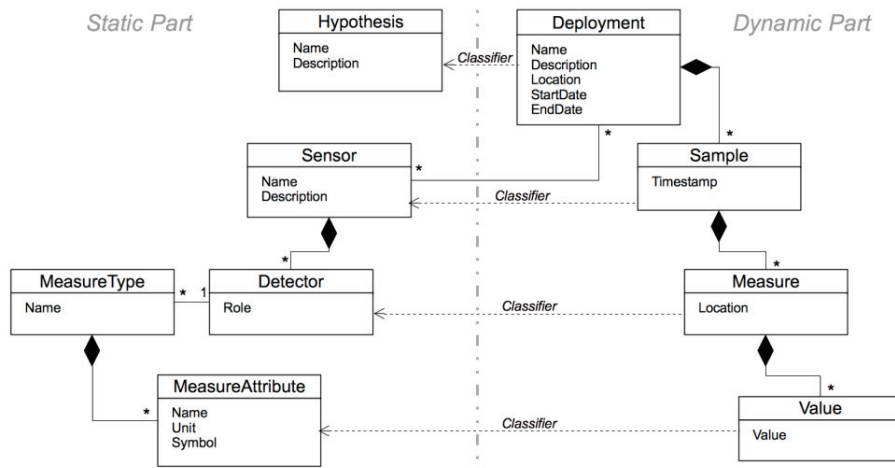 Static Part
Dynamic Part
Hypothesis
Name
Description
Classifier
Deployment
Name
Description
Location
StartDate
EndDate
*
*
Sensor
Name
Description
*
Classifier
Sample
Timestamp
*
*
MeasureType
Name
*
1
Detector
Role
Classifier
Measure
Location
*
*
MeasureAttribute
Name
Unit
Symbol
Classifier
Value
Value